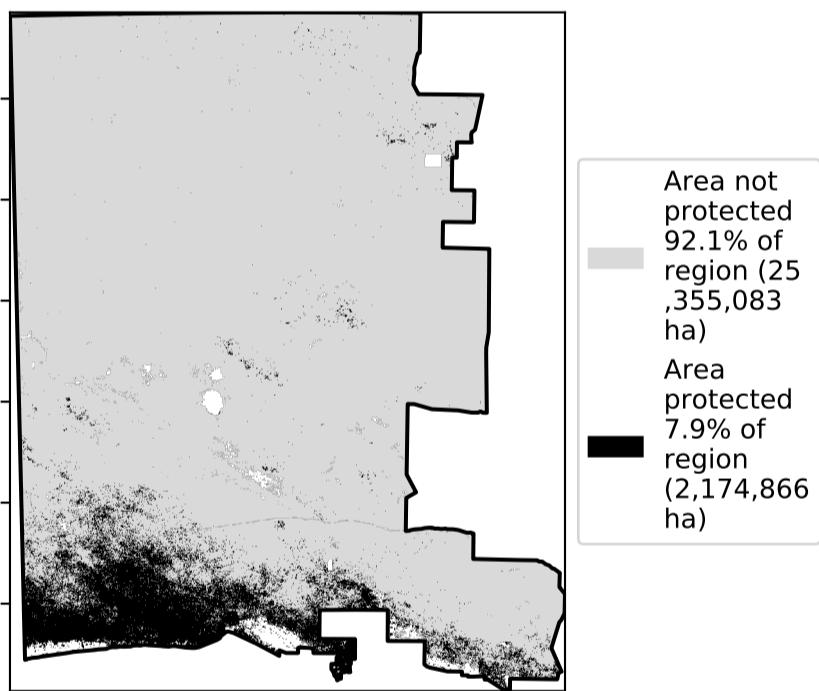 Area not
protected
92.1% of
region (25
,355,083
ha)
Area
protected
7.9% of
region
(2,174,866
ha)